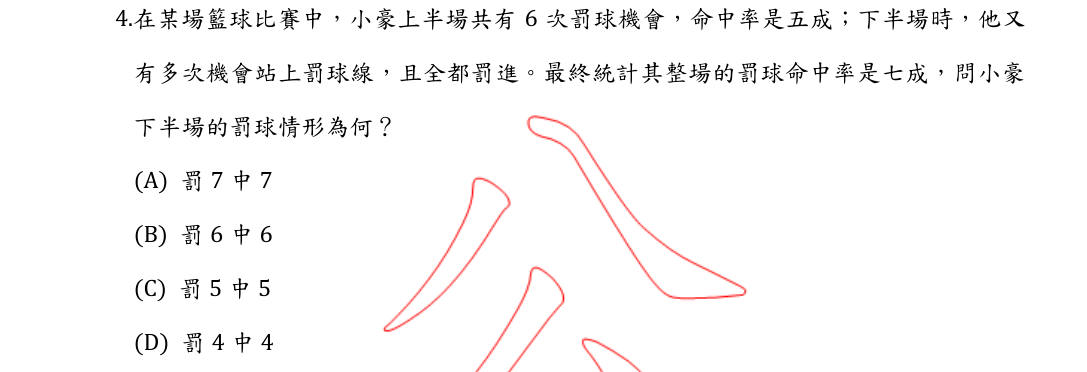 4.在某場籃球比賽中，小豪上半場共有 6 次罰球機會，命中率是五成；下半場時，他又
有多次機會站上罰球線，且全都罰進。最終統計其整場的罰球命中率是七成，問小豪
下半場的罰球情形為何？
(A) 罰 7 中 7
(B) 罰 6 中 6
(C) 罰 5 中 5
(D) 罰 4 中 4